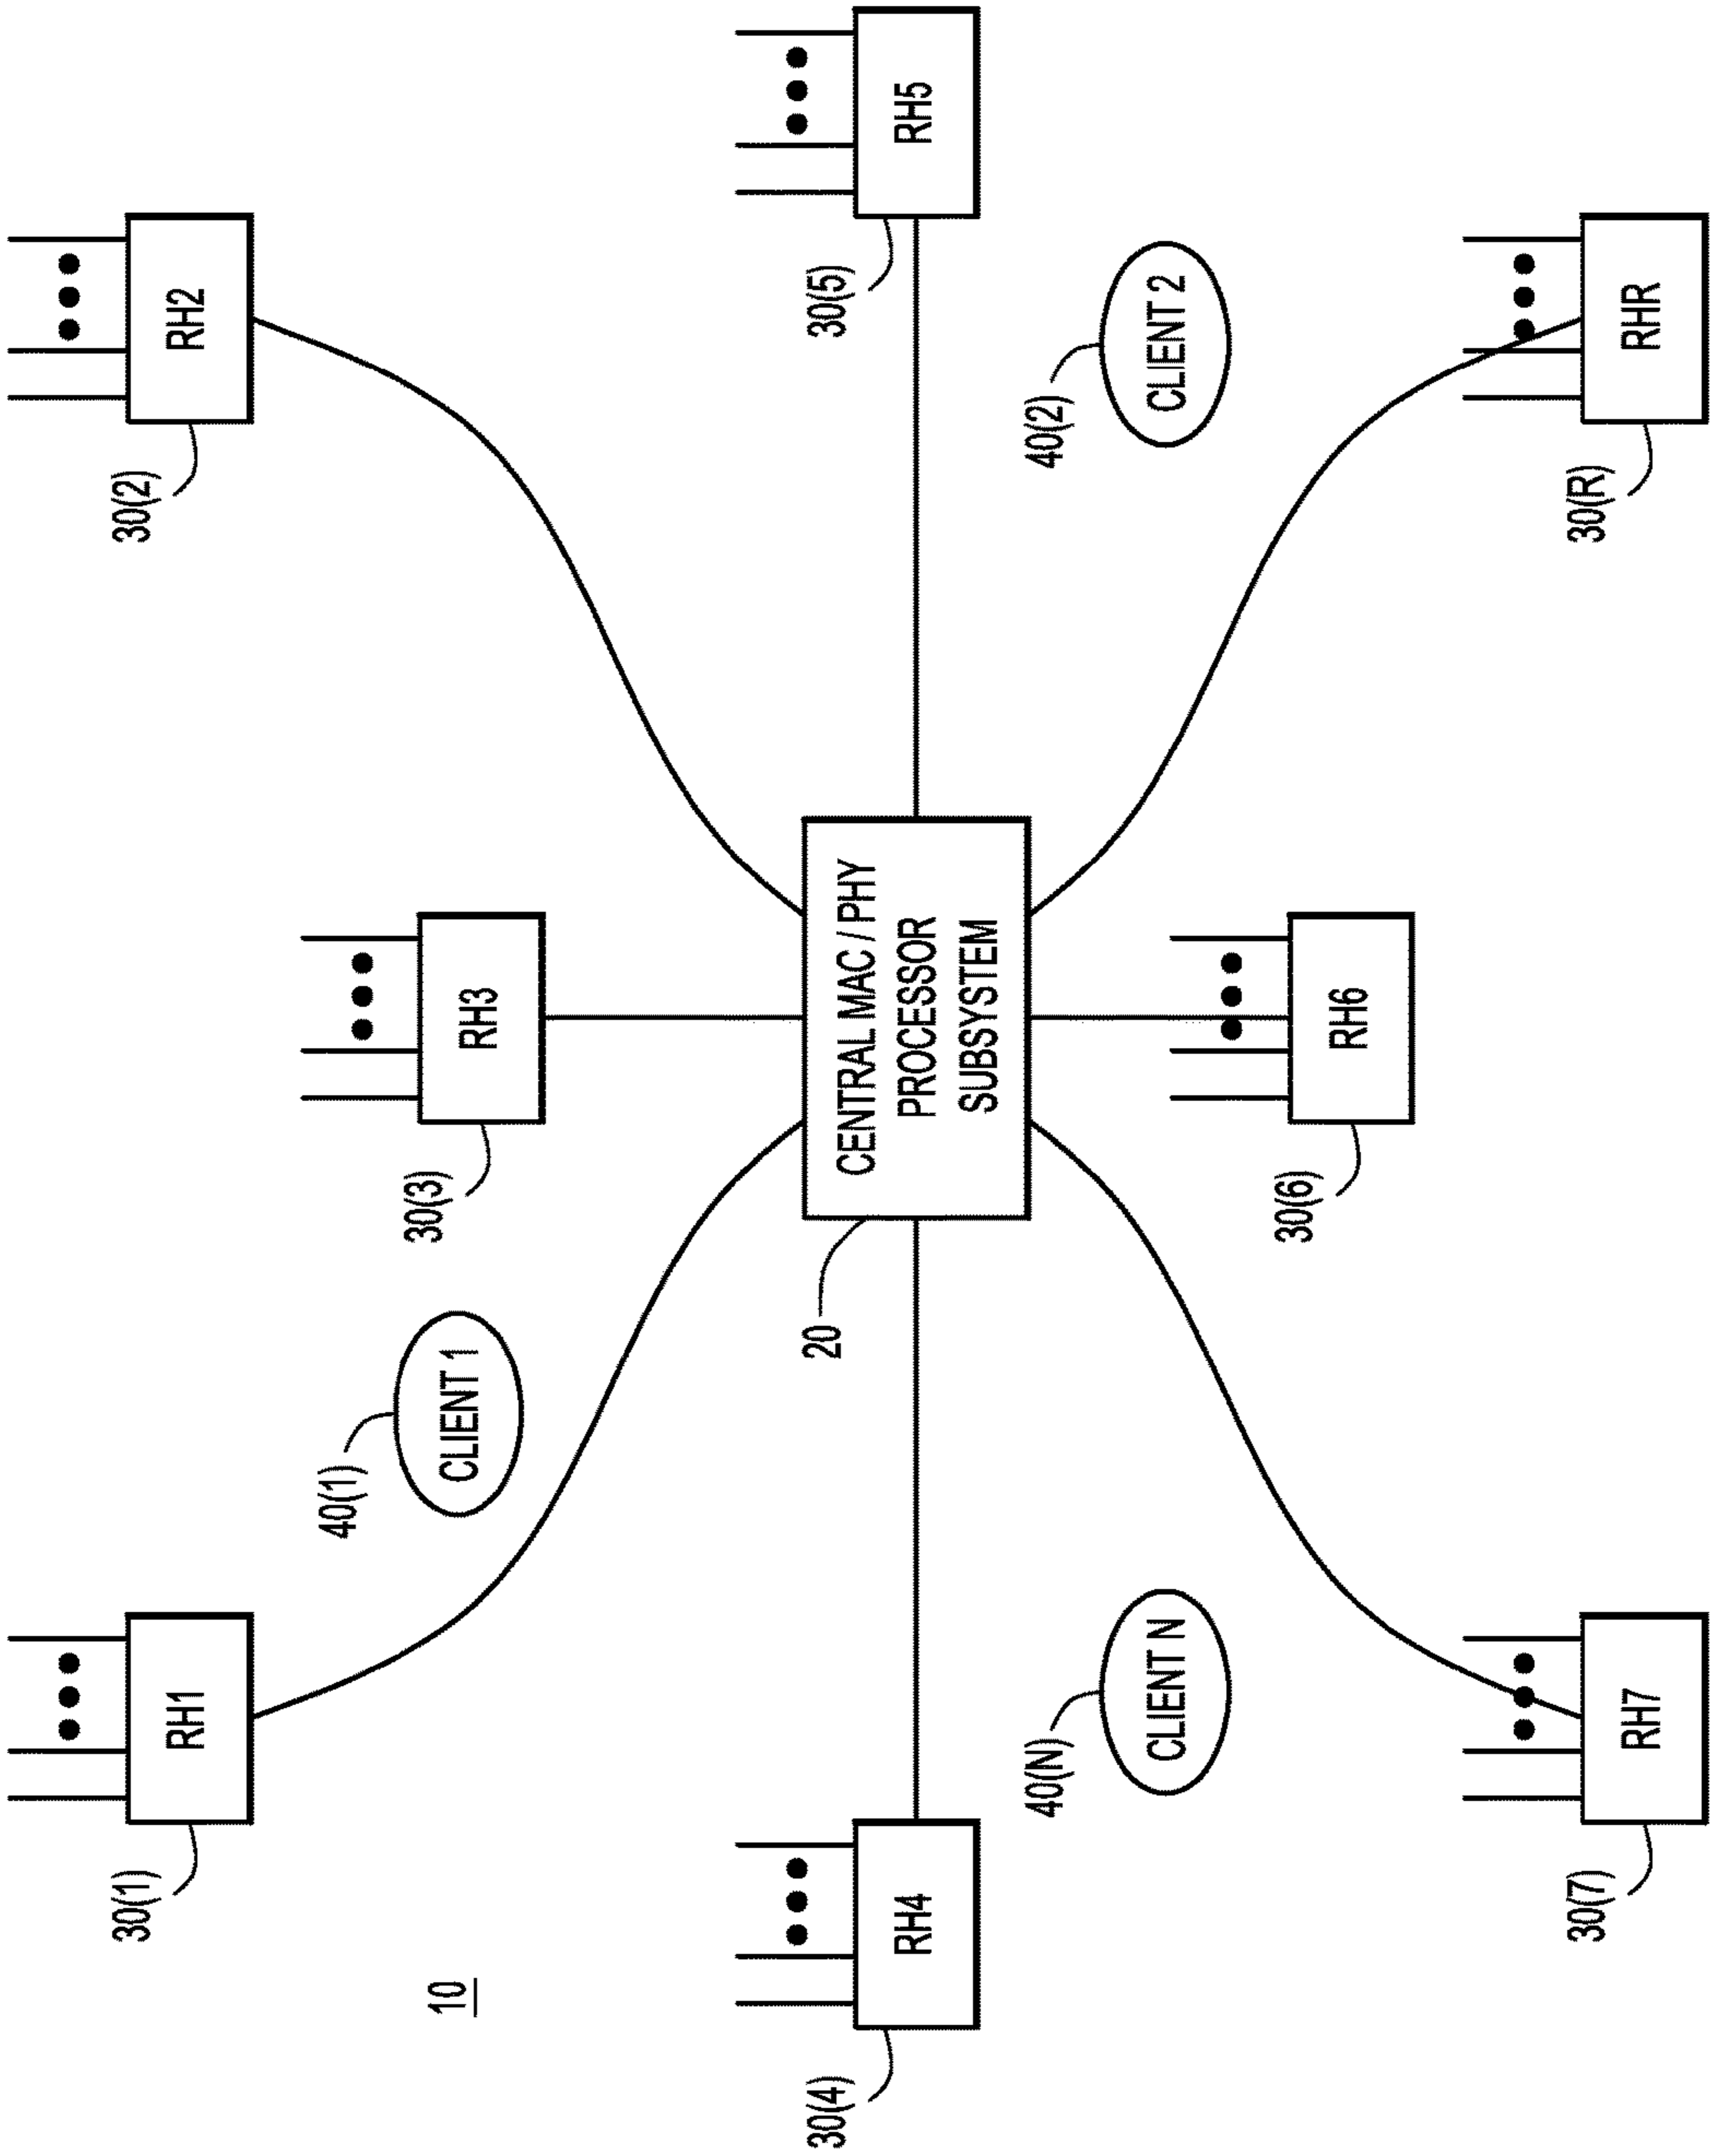 10
30(1)
RH1
30(2)
RH2
30(3)
RH3
40(1)
CLIENT 1
30(4)
RH4
20
CENTRAL MAC / PHY
PROCESSOR
SUBSYSTEM
30(5)
RH5
40(N)
CLIENT N
40(2)
CLIENT 2
30(6)
RH6
30(7)
RH7
30(R)
RHR